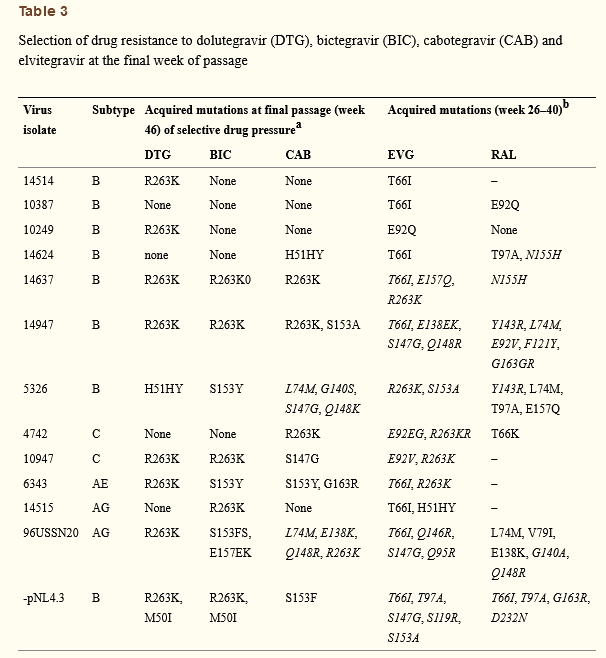 Table 3
Selection of drug resistance to dolutegravir (DTG), bictegravir (BIC), cabotegravir (CAB) and
elvitegravir at the final week of passage
Virus isolate Subtype Acquired mutations at final passage (week 46) of selective drug pressure^a Acquired mutations (week 26–40)^b
DTG BIC CAB EVG RAL
14514 B R263K None None T66I –
10387 B None None None T66I E92Q
10249 B R263K None None E92Q None
14624 B none None H51HY T66I T97A, N155H
14637 B R263K R263K0 R263K T66I, E157Q, R263K N155H
14947 B R263K R263K R263K, S153A T66I, E138EK, S147G, Q148R Y143R, L74M, E92V, F121Y, G163GR
5326 B H51HY S153Y L74M, G140S, S147G, Q148K R263K, S153A Y143R, L74M, T97A, E157Q
4742 C None None R263K E92EG, R263KR T66K
10947 C R263K R263K S147G E92V, R263K –
6343 AE R263K S153Y S153Y, G163R T66I, R263K –
14515 AG None R263K None T66I, H51HY –
96USSN20 AG R263K S153FS, E157EK L74M, E138K, Q148R, R263K T66I, Q146R, S147G, Q95R L74M, V79I, E138K, G140A, Q148R
-pNL4.3 B R263K, M50I R263K, M50I S153F T66I, T97A, S147G, S119R, S153A T66I, T97A, G163R, D232N